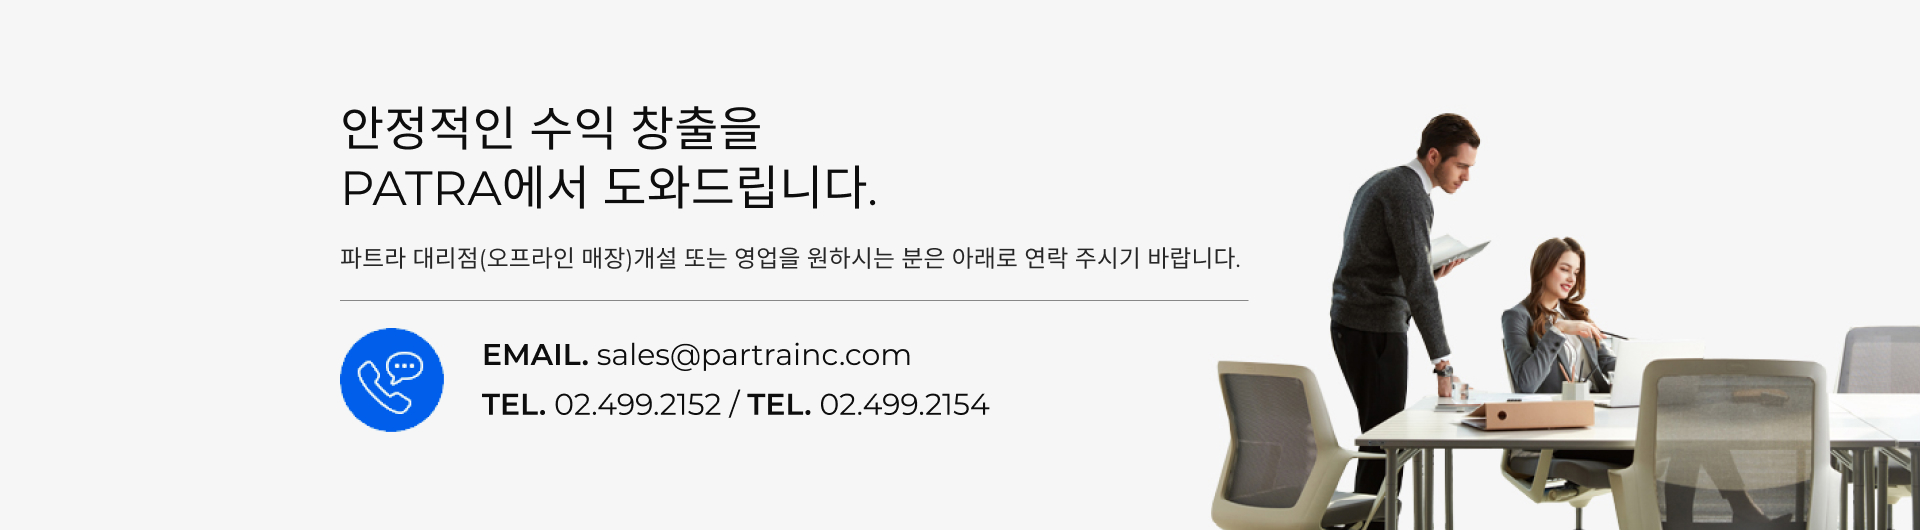 안정적인 수익 창출을
PATRA에서 도와드립니다.
파트라 대리점(오프라인 매장)개설 또는 영업을 원하시는 분은 아래로 연락 주시기 바랍니다.
EMAIL. sales@partrainc.com
TEL. 02.499.2152 / TEL. 02.499.2154